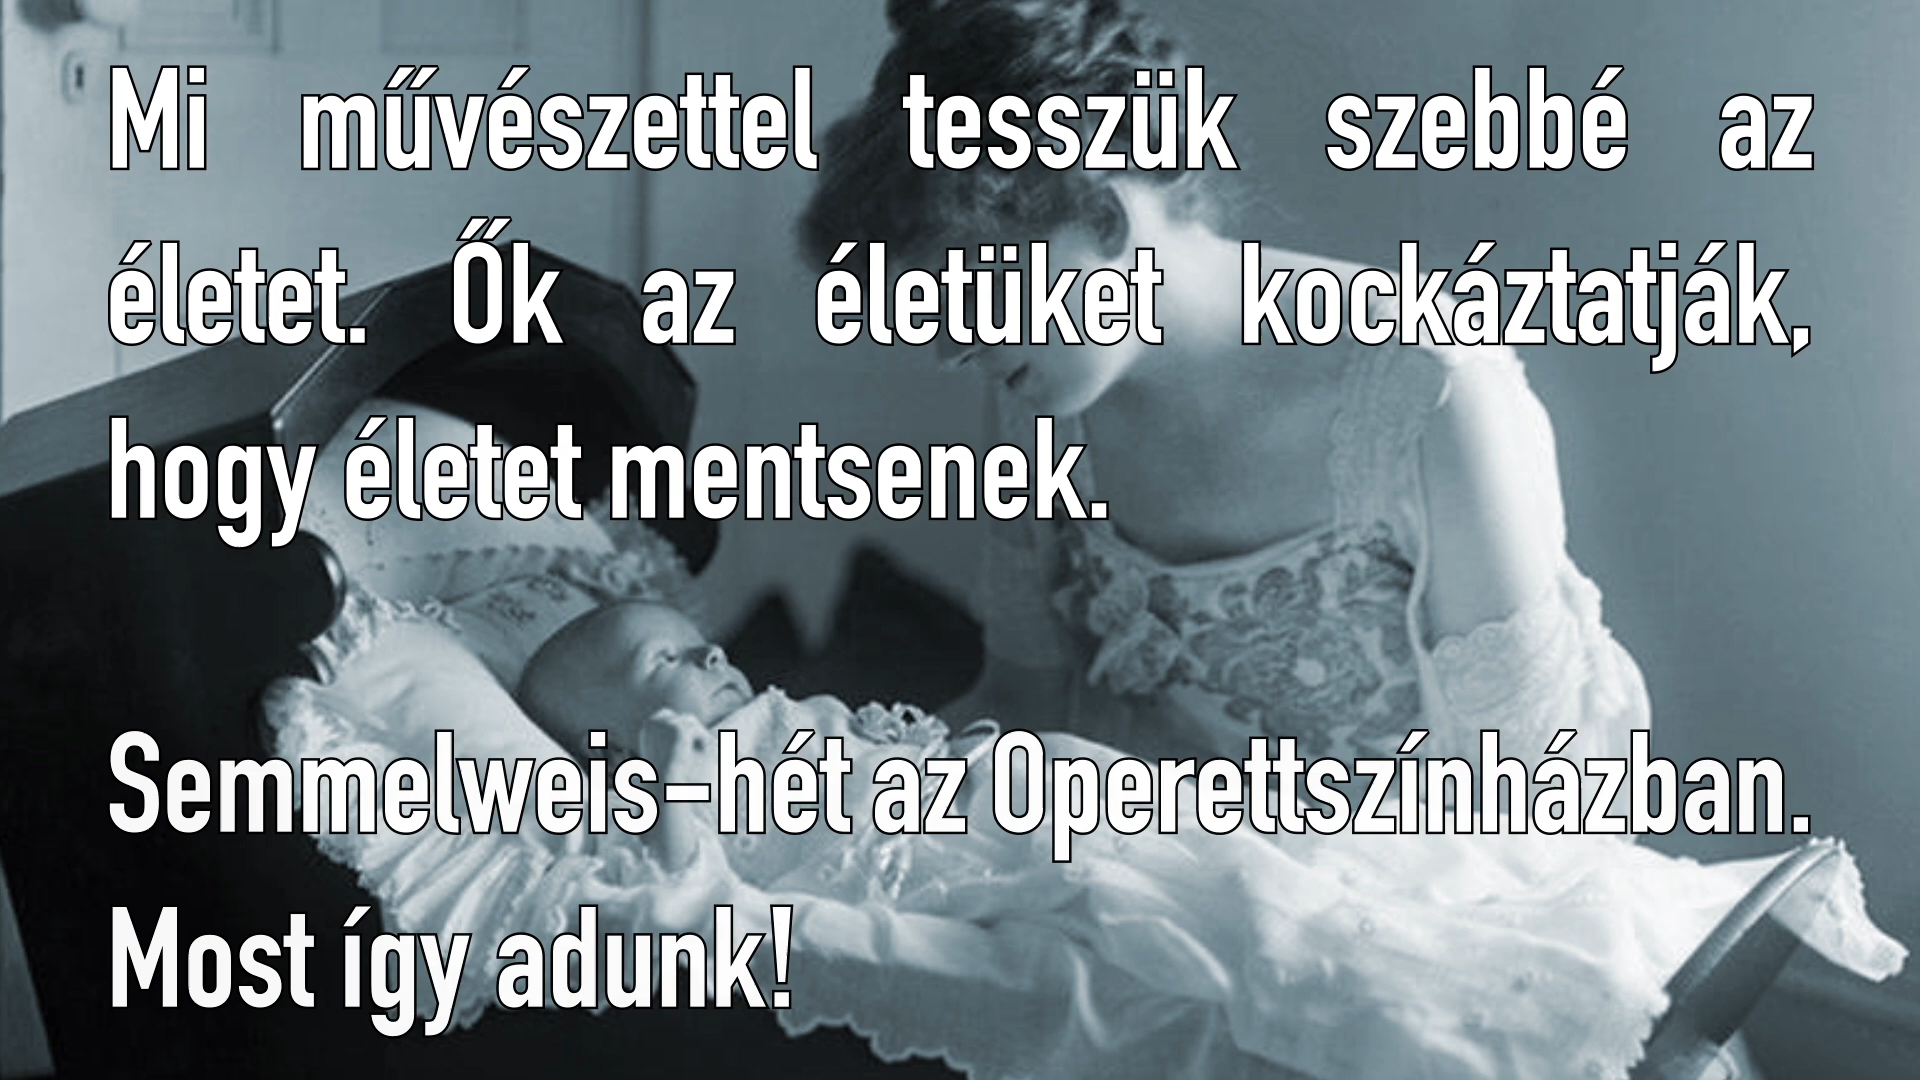 Mi művészettel tesszük szebbé az
életet. Ők az életüket kockáztatják,
hogy életet mentsenek.
Semmelweis-hét az Operettszínházban.
Most így adunk!